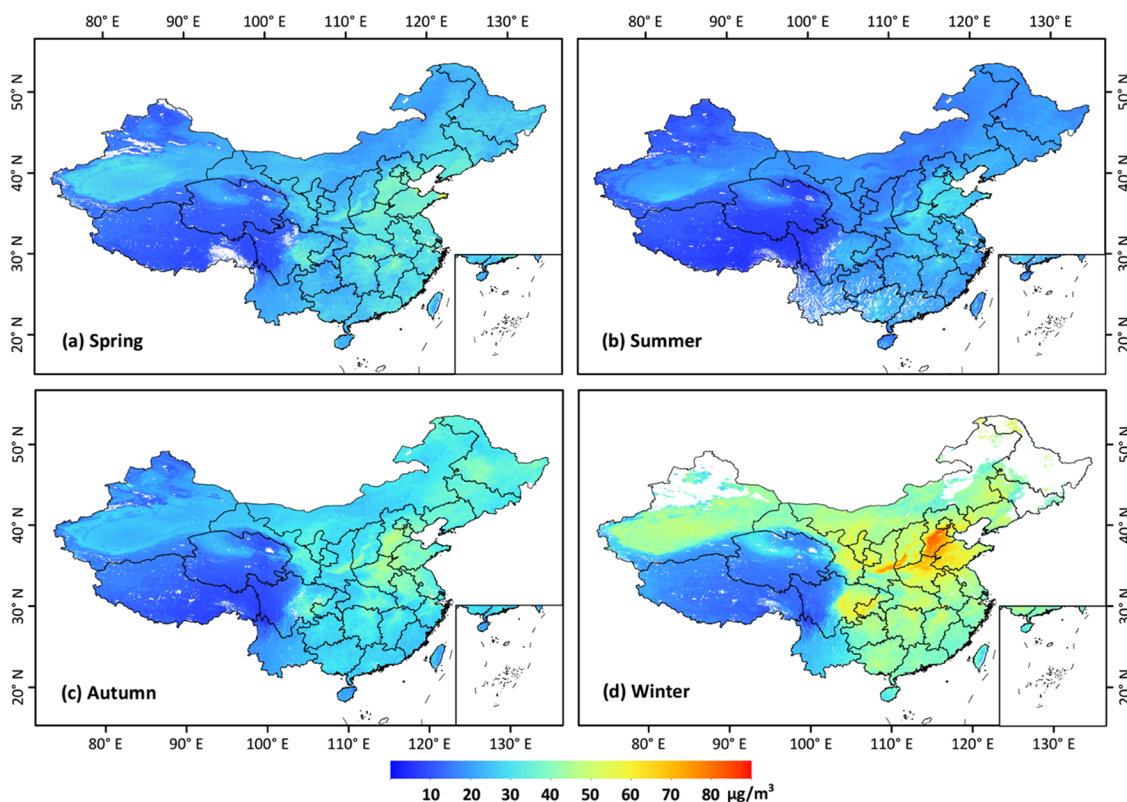 80° E 90° E 100° E 110° E 120° E 130° E 80° E 90° E 100° E 110° E 120° E 130° E
50° N
40° N
30° N
20° N
(a) Spring
50° N
40° N
30° N
20° N
(b) Summer
50° N
40° N
30° N
20° N
(c) Autumn
50° N
40° N
30° N
20° N
(d) Winter
80° E 90° E 100° E 110° E 120° E 130° E 80° E 90° E 100° E 110° E 120° E 130° E
10 20 30 40 50 60 70 80 µg/m³